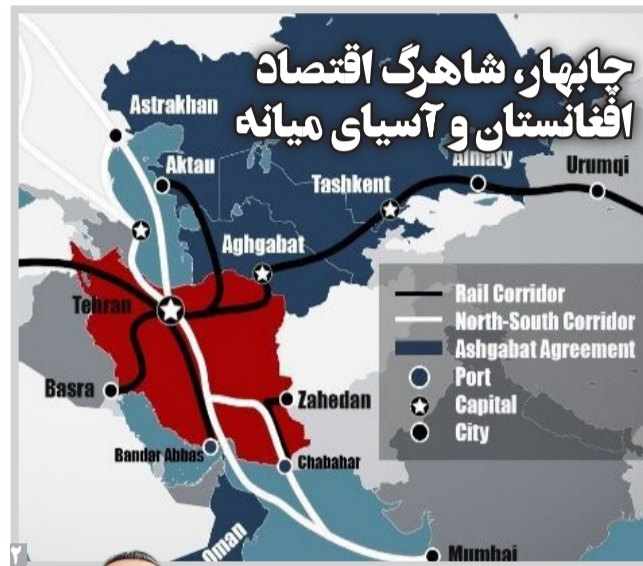 چابهار، شاهرگ اقتصاد
افغانستان و آسیای میانه
Astrakhan
Aktau
Tashkent
Almaty
Urumqi
Aghgabat
Tehran
Rail Corridor
North-South Corridor
Ashgabat Agreement
Port
Capital
City
Basra
Zahedan
Bandar Abbas
Chabahar
Oman
Mumbai
۲